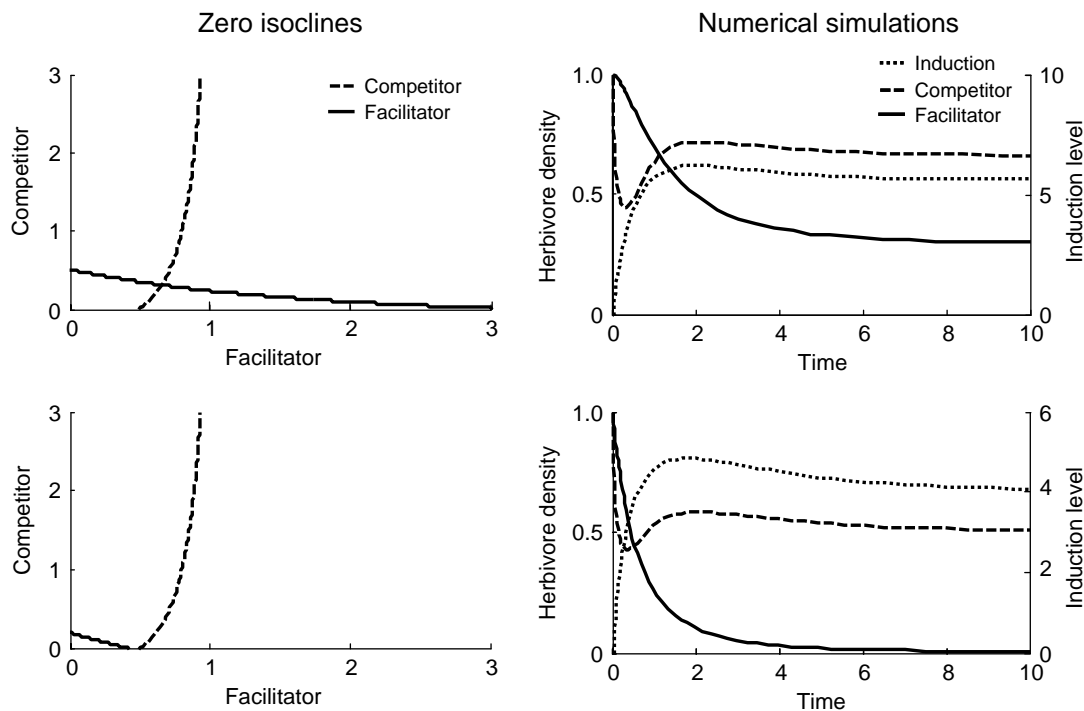 Zero isoclines
Numerical simulations
3
2
1
0
Competitor
0
1
2
3
Facilitator
Competitor
Facilitator
1.0
0.5
0
Herbivore density
10
5
0
Induction level
0
2
4
6
8
10
Time
Induction
Competitor
Facilitator
3
2
1
0
Competitor
0
1
2
3
Facilitator
1.0
0.5
0
Herbivore density
6
4
2
0
Induction level
0
2
4
6
8
10
Time